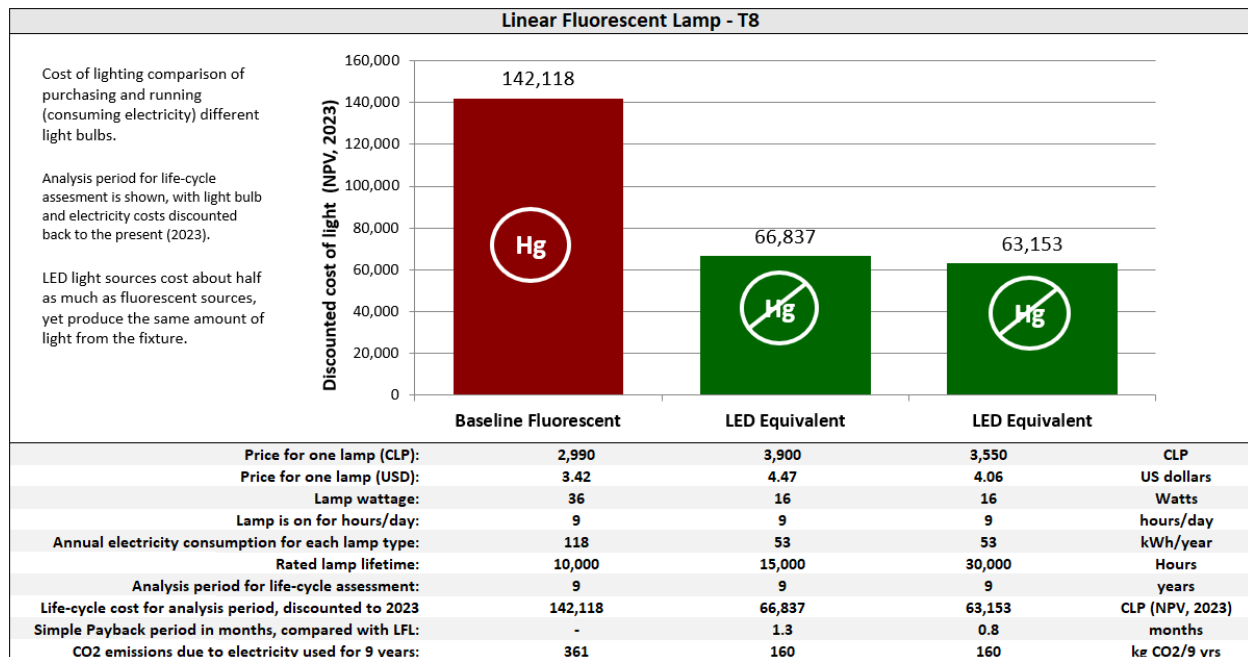 Linear Fluorescent Lamp - T8
Cost of lighting comparison of
purchasing and running
(consuming electricity) different
light bulbs.
Analysis period for life-cycle
assesment is shown, with light bulb
and electricity costs discounted
back to the present (2023).
LED light sources cost about half
as much as fluorescent sources,
yet produce the same amount of
light from the fixture.
Discounted cost of light (NPV, 2023)
160,000
140,000
120,000
100,000
80,000
60,000
40,000
20,000
0
142,118
66,837
63,153
Hg
Hg
Hg
Baseline Fluorescent LED Equivalent LED Equivalent
Price for one lamp (CLP): 2,990 3,900 3,550 CLP
Price for one lamp (USD): 3.42 4.47 4.06 US dollars
Lamp wattage: 36 16 16 Watts
Lamp is on for hours/day: 9 9 9 hours/day
Annual electricity consumption for each lamp type: 118 53 53 kWh/year
Rated lamp lifetime: 10,000 15,000 30,000 Hours
Analysis period for life-cycle assessment: 9 9 9 years
Life-cycle cost for analysis period, discounted to 2023 142,118 66,837 63,153 CLP (NPV, 2023)
Simple Payback period in months, compared with LFL: - 1.3 0.8 months
CO2 emissions due to electricity used for 9 years: 361 160 160 kg CO2/9 yrs